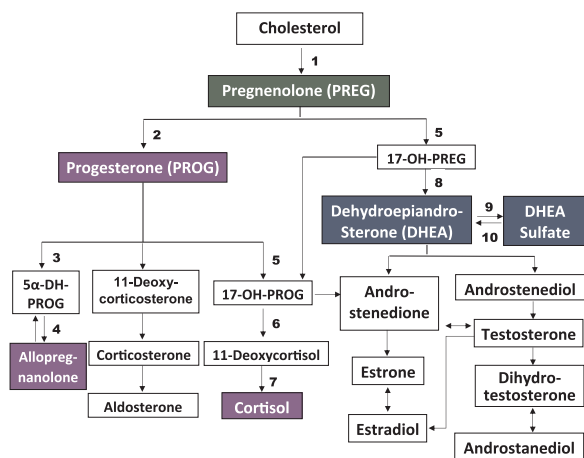 Cholesterol
1
Pregnenolone (PREG)
2
5
Progesterone (PROG)
17-OH-PREG
8
Dehydroepiandro-
Sterone (DHEA)
9
10
DHEA
Sulfate
3
5
5α-DH-
PROG
11-Deoxy-
corticosterone
17-OH-PROG
Andro-
stenedione
Androstenediol
4
6
Testosterone
Allopreg-
nanolone
Corticosterone
11-Deoxycortisol
Estrone
Dihydro-
testosterone
7
Aldosterone
Cortisol
Estradiol
Androstanediol